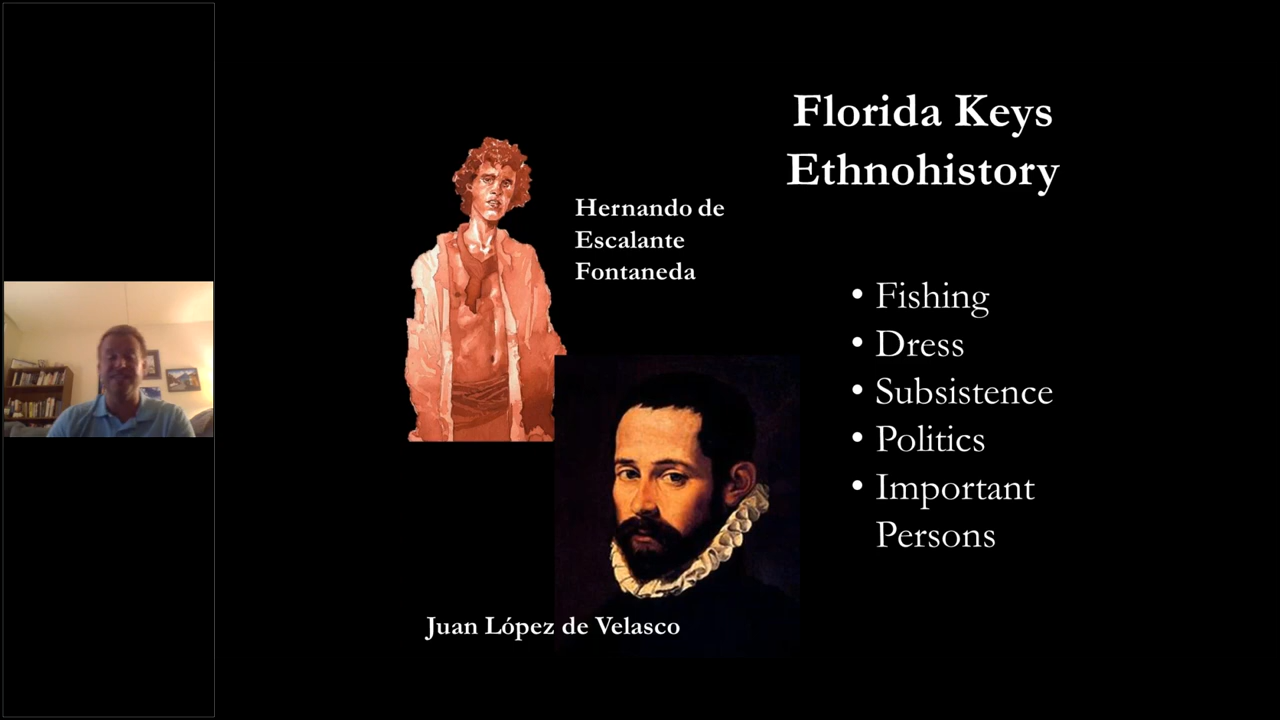 Florida Keys
Ethnohistory
Hernando de
Escalante
Fontaneda
• Fishing
• Dress
• Subsistence
• Politics
• Important
Persons
Juan López de Velasco